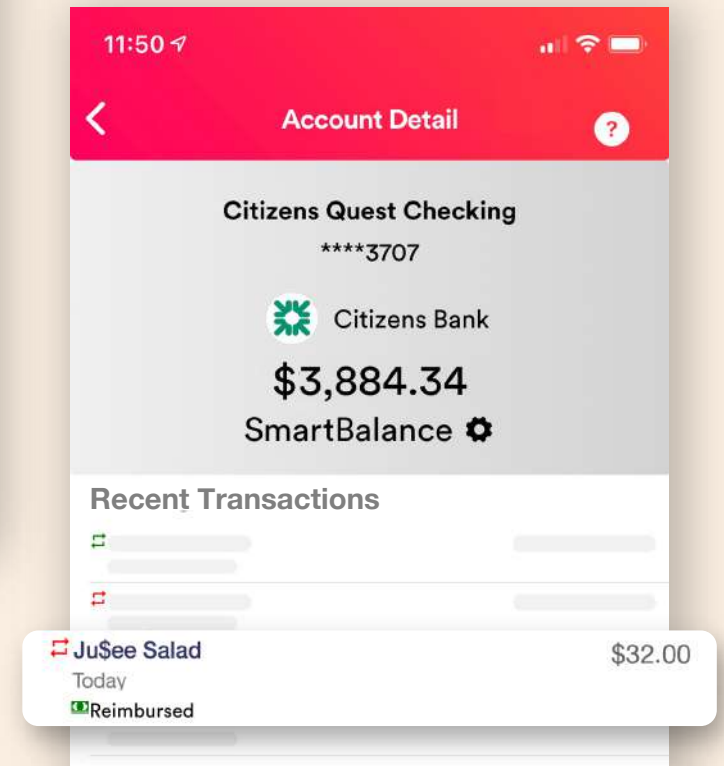 11:50
Account Detail
?
Citizens Quest Checking
****3707
Citizens Bank
$3,884.34
SmartBalance
Recent Transactions
Ju$ee Salad
$32.00
Today
Reimbursed